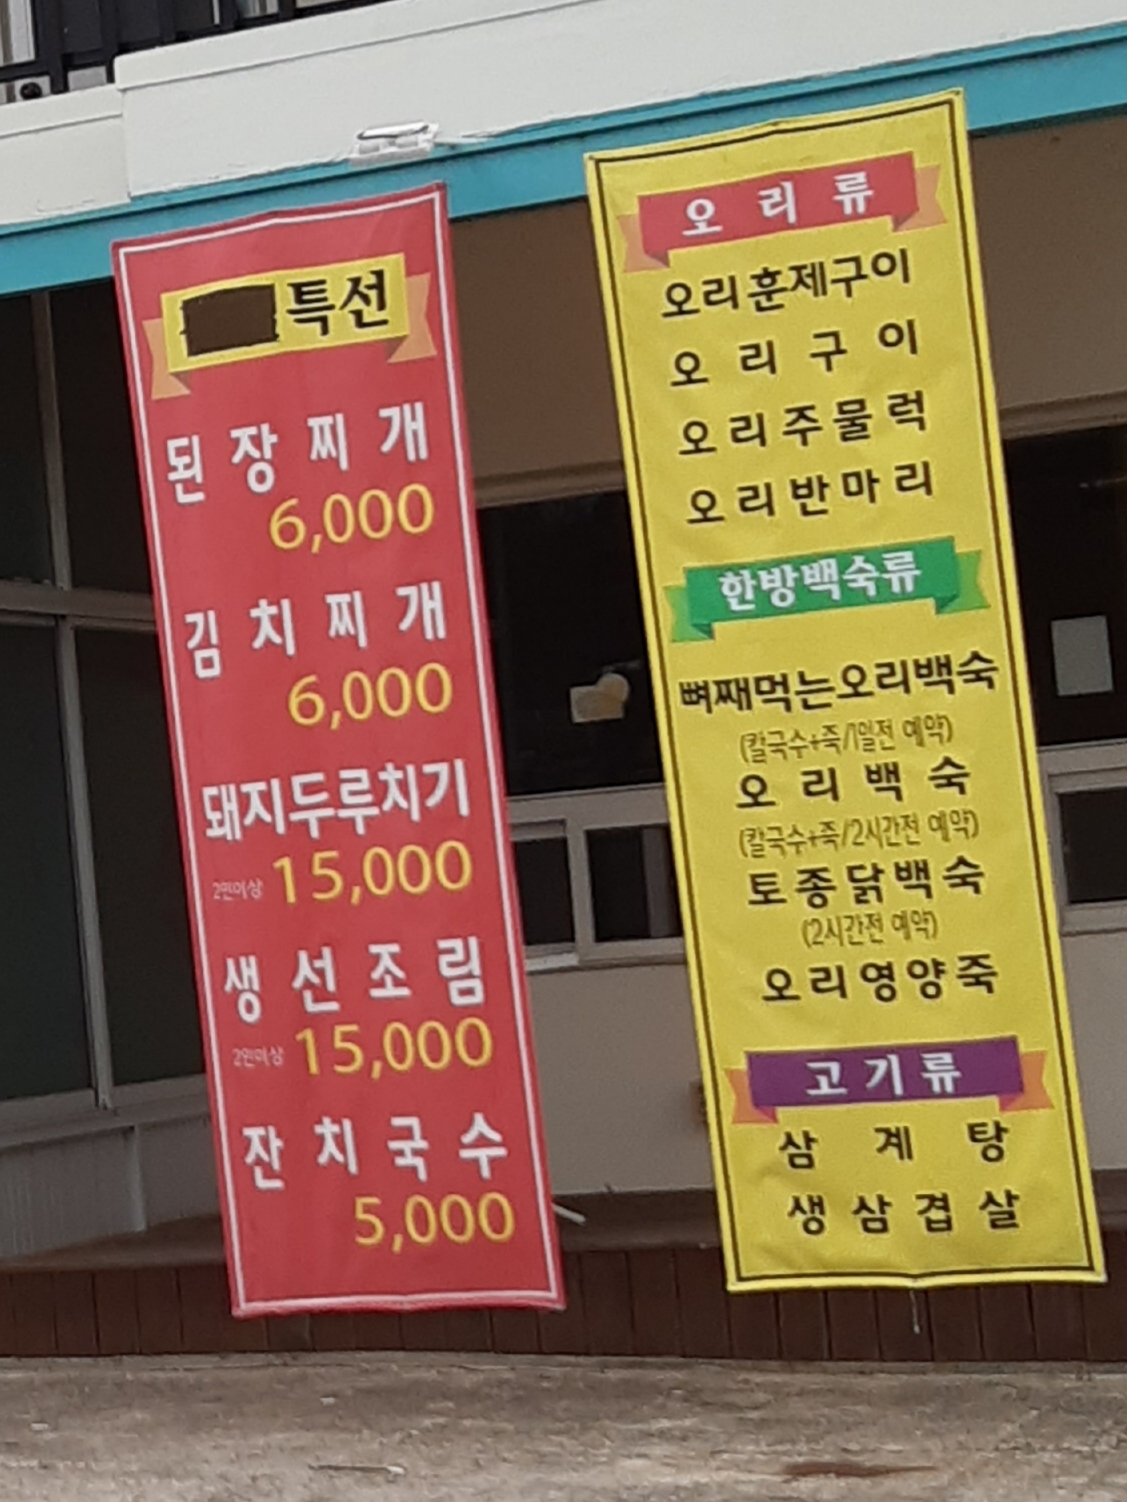 특선
된장찌개
6,000
김치찌개
6,000
돼지두루치기
2인이상 15,000
생선조림
2인이상 15,000
잔치국수
5,000
오리류
오리훈제구이
오리구이
오리주물럭
오리반마리
한방백숙류
뼈째먹는오리백숙
(칼국수+죽/1일전 예약)
오리백숙
(칼국수+죽/2시간전 예약)
토종닭백숙
(2시간전 예약)
오리영양죽
고기류
삼계탕
생삼겹살